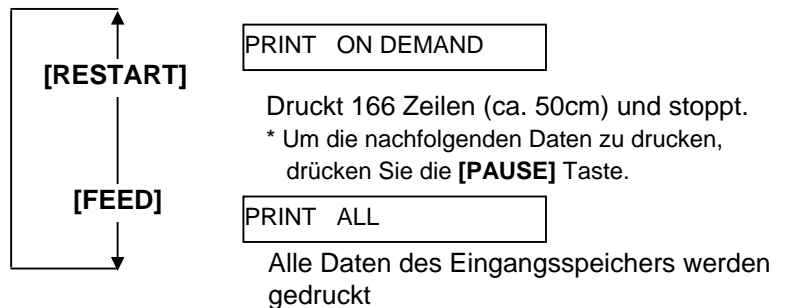 PRINT ON DEMAND
[RESTART]
Druckt 166 Zeilen (ca. 50cm) und stoppt.
* Um die nachfolgenden Daten zu drucken,
drücken Sie die [PAUSE] Taste.
[FEED]
PRINT ALL
Alle Daten des Eingangsspeichers werden
gedruckt